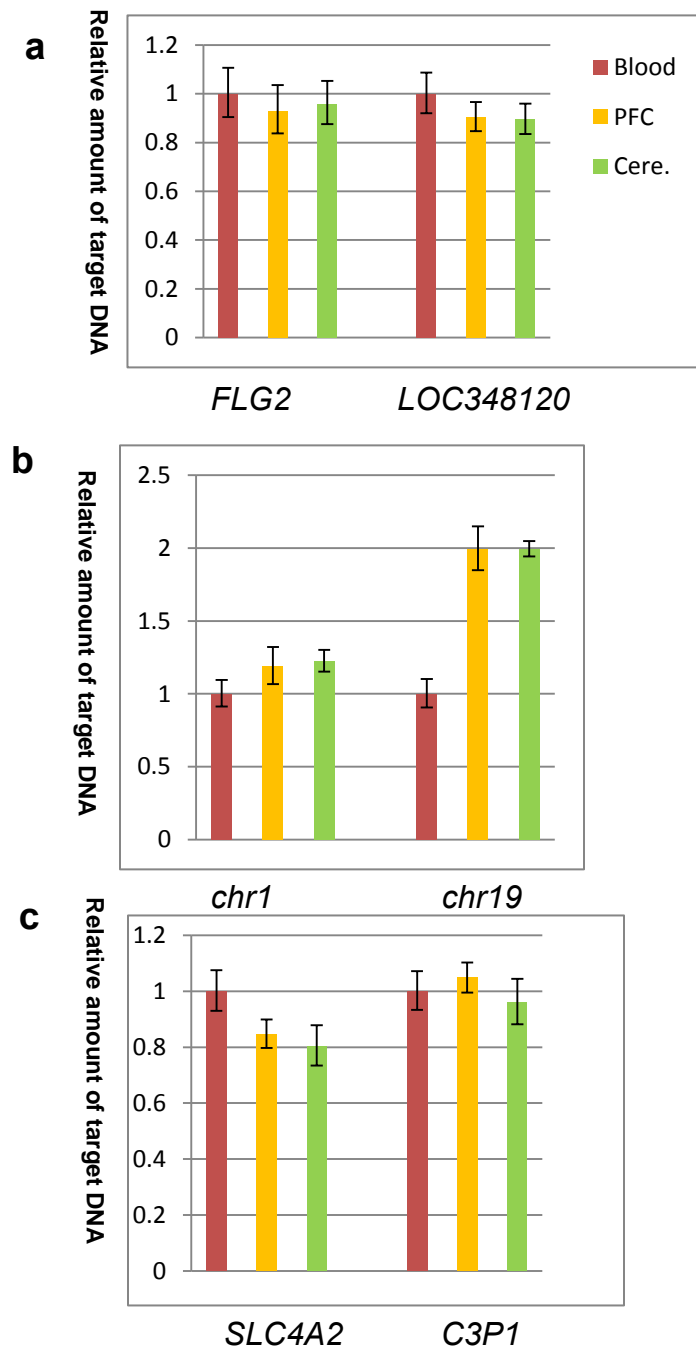 a
Relative amount of target DNA
1.2
1
0.8
0.6
0.4
0.2
0
Blood
PFC
Cere.
FLG2 LOC348120
b
Relative amount of target DNA
2.5
2
1.5
1
0.5
0
chr1 chr19
c
Relative amount of target DNA
1.2
1
0.8
0.6
0.4
0.2
0
SLC4A2 C3P1